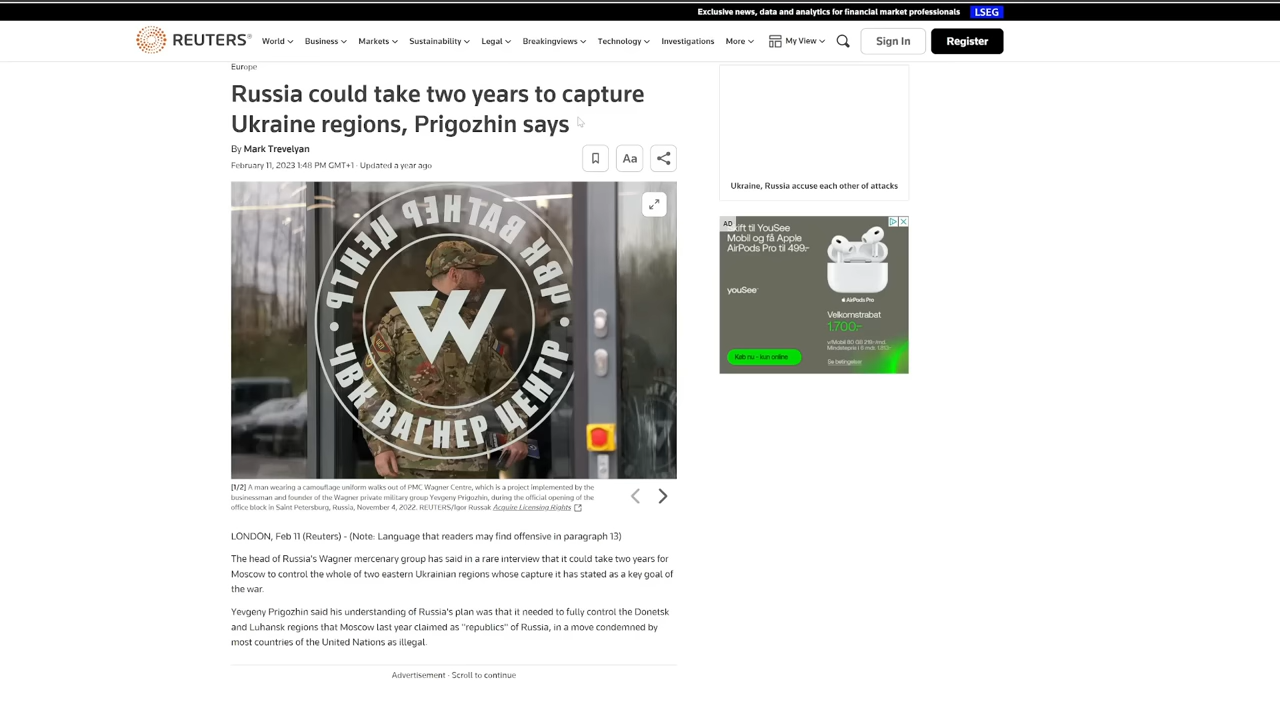 Exclusive news, data and analytics for financial market professionals LSEG
REUTERS® World Business Markets Sustainability Legal Breakingviews Technology Investigations More My View Sign In Register
Europe
Russia could take two years to capture
Ukraine regions, Prigozhin says
By Mark Trevelyan
February 11, 2023 1:48 PM GMT+1 · Updated a year ago
Aa
ЧВК ВАГНЕР ЦЕНТР
ЧВК ВАГНЕР ЦЕНТР
W
[1/2] A man wearing a camouflage uniform walks out of PMC Wagner Centre, which is a project implemented by the
businessman and founder of the Wagner private military group Yevgeny Prigozhin, during the official opening of the
office block in Saint Petersburg, Russia, November 4, 2022. REUTERS/Igor Russak Acquire Licensing Rights
LONDON, Feb 11 (Reuters) - (Note: Language that readers may find offensive in paragraph 13)
The head of Russia's Wagner mercenary group has said in a rare interview that it could take two years for
Moscow to control the whole of two eastern Ukrainian regions whose capture it has stated as a key goal of
the war.
Yevgeny Prigozhin said his understanding of Russia's plan was that it needed to fully control the Donetsk
and Luhansk regions that Moscow last year claimed as "republics" of Russia, in a move condemned by
most countries of the United Nations as illegal.
Advertisement · Scroll to continue
Ukraine, Russia accuse each other of attacks
AD
Skift til YouSee
Mobil og få Apple
AirPods Pro til 499,-
youSee
AirPods Pro
Velkomstrabat
1.700,-
Køb nu - kun online
Se betingelser